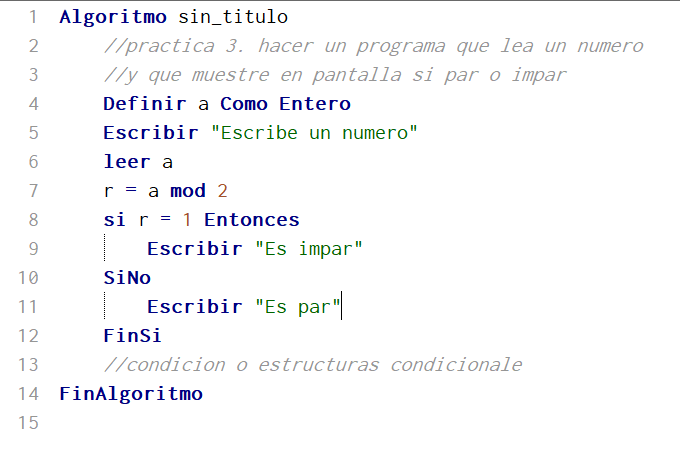 1 Algoritmo sin_titulo
2 //practica 3. hacer un programa que lea un numero
3 //y que muestre en pantalla si par o impar
4 Definir a Como Entero
5 Escribir "Escribe un numero"
6 leer a
7 r = a mod 2
8 si r = 1 Entonces
9 Escribir "Es impar"
10 SiNo
11 Escribir "Es par"
12 FinSi
13 //condicion o estructuras condicionale
14 FinAlgoritmo
15